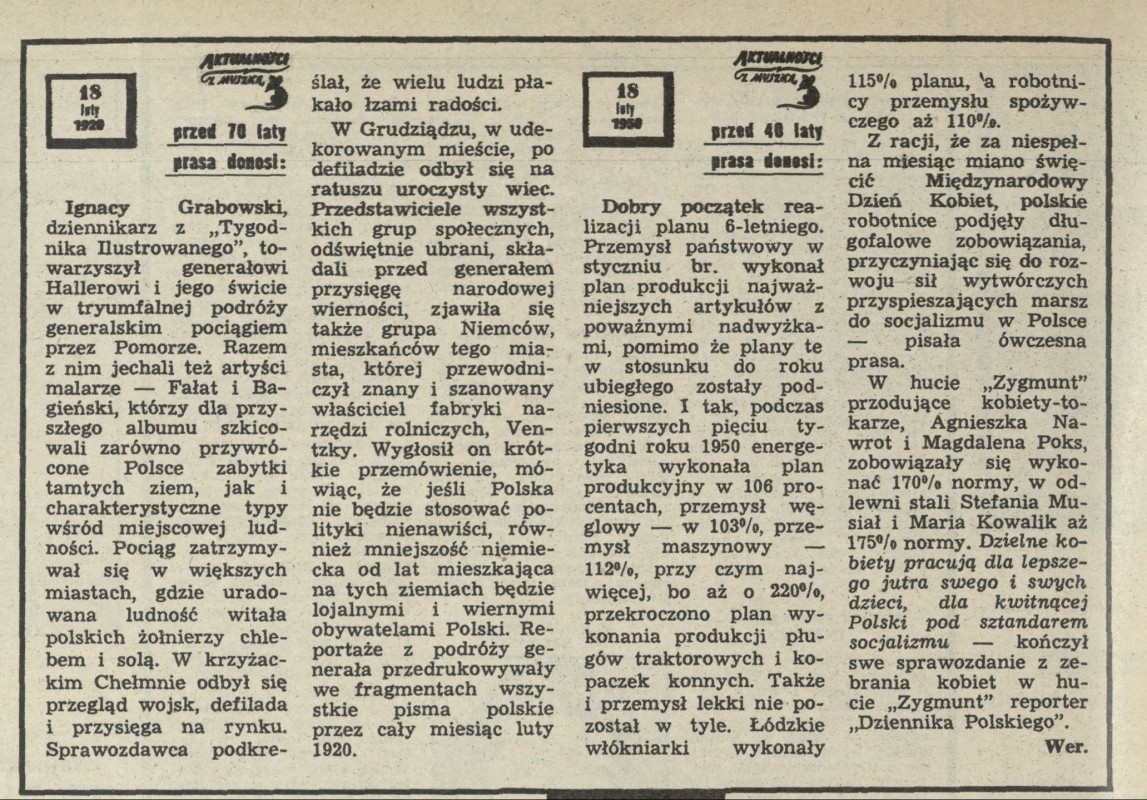 18
luty
1920
AKTUALNOŚCI
Z MUSZKĄ
przed 70 laty
prasa donosi:
Ignacy Grabowski,
dziennikarz z „Tygod-
nika Ilustrowanego”, to-
warzyszył generałowi
Hallerowi i jego świcie
w tryumfalnej podróży
generalskim pociągiem
przez Pomorze. Razem
z nim jechali też artyści
malarze — Fałat i Ba-
gieński, którzy dla przy-
szłego albumu szkico-
wali zarówno przywró-
cone Polsce zabytki
tamtych ziem, jak i
charakterystyczne typy
wśród miejscowej lud-
ności. Pociąg zatrzymy-
wał się w większych
miastach, gdzie urado-
wana ludność witała
polskich żołnierzy chle-
bem i solą. W krzyżac-
kim Chełmnie odbył się
przegląd wojsk, defilada
i przysięga na rynku.
Sprawozdawca podkre-
ślał, że wielu ludzi pła-
kało łzami radości.
W Grudziądzu, w ude-
korowanym mieście, po
defiladzie odbył się na
ratuszu uroczysty wiec.
Przedstawiciele wszyst-
kich grup społecznych,
odświętnie ubrani, skła-
dali przed generałem
przysięgę narodowej
wierności, zjawiła się
także grupa Niemców,
mieszkańców tego mia-
sta, której przewodni-
czył znany i szanowany
właściciel fabryki na-
rzędzi rolniczych, Ven-
tzky. Wygłosił on krót-
kie przemówienie, mó-
wiąc, że jeśli Polska
nie będzie stosować po-
lityki nienawiści, rów-
nież mniejszość niemie-
cka od lat mieszkająca
na tych ziemiach będzie
lojalnymi i wiernymi
obywatelami Polski. Re-
portaże z podróży ge-
nerała przedrukowywały
we fragmentach wszy-
stkie pisma polskie
przez cały miesiąc luty
1920.
18
luty
1950
AKTUALNOŚCI
Z MUSZKĄ
przed 40 laty
prasa donosi:
Dobry początek rea-
lizacji planu 6-letniego.
Przemysł państwowy w
styczniu br. wykonał
plan produkcji najważ-
niejszych artykułów z
poważnymi nadwyżka-
mi, pomimo że plany te
w stosunku do roku
ubiegłego zostały pod-
niesione. I tak, podczas
pierwszych pięciu ty-
godni roku 1950 energe-
tyka wykonała plan
produkcyjny w 106 pro-
centach, przemysł wę-
glowy — w 103%, prze-
mysł maszynowy —
112%, przy czym naj-
więcej, bo aż o 220%,
przekroczono plan wy-
konania produkcji płu-
gów traktorowych i ko-
paczek konnych. Także
i przemysł lekki nie po-
został w tyle. Łódzkie
włókniarki wykonały
115% planu, a robotni-
cy przemysłu spożyw-
czego aż 110%.
Z racji, że za niespeł-
na miesiąc miano świę-
cić Międzynarodowy
Dzień Kobiet, polskie
robotnice podjęły dłu-
gofalowe zobowiązania,
przyczyniając się do roz-
woju sił wytwórczych
przyspieszających marsz
do socjalizmu w Polsce
— pisała ówczesna
prasa.
W hucie „Zygmunt”
przodujące kobiety-to-
karze, Agnieszka Na-
wrot i Magdalena Poks,
zobowiązały się wyko-
nać 170% normy, w od-
lewni stali Stefania Mu-
siał i Maria Kowalik aż
175% normy. Dzielne ko-
biety pracują dla lepsze-
go jutra swego i swych
dzieci, dla kwitnącej
Polski pod sztandarem
socjalizmu — kończył
swe sprawozdanie z ze-
brania kobiet w hu-
cie „Zygmunt” reporter
„Dziennika Polskiego”.
Wer.